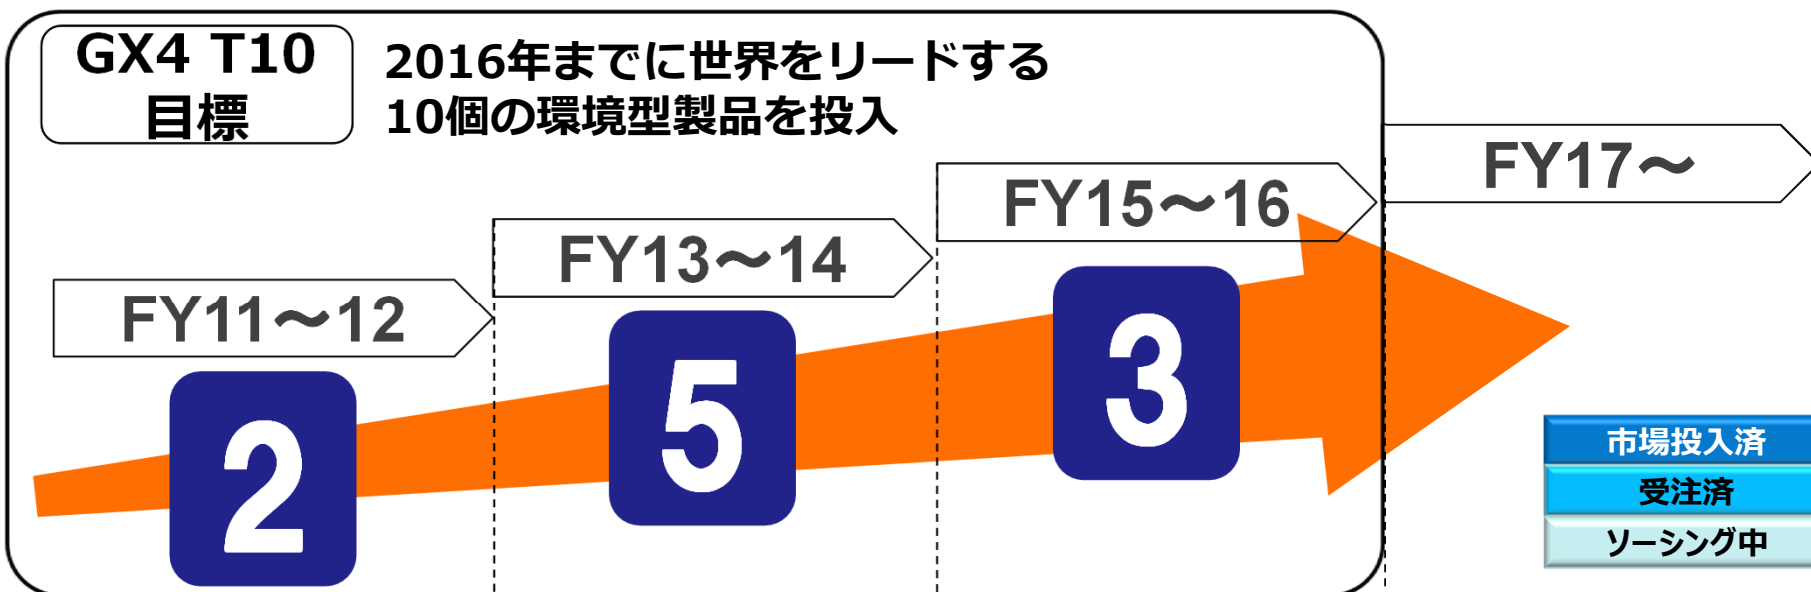 GX4 T10
目標
2016年までに世界をリードする
10個の環境型製品を投入
FY11～12
FY13～14
FY15～16
FY17～
2
5
3
市場投入済
受注済
ソーシング中